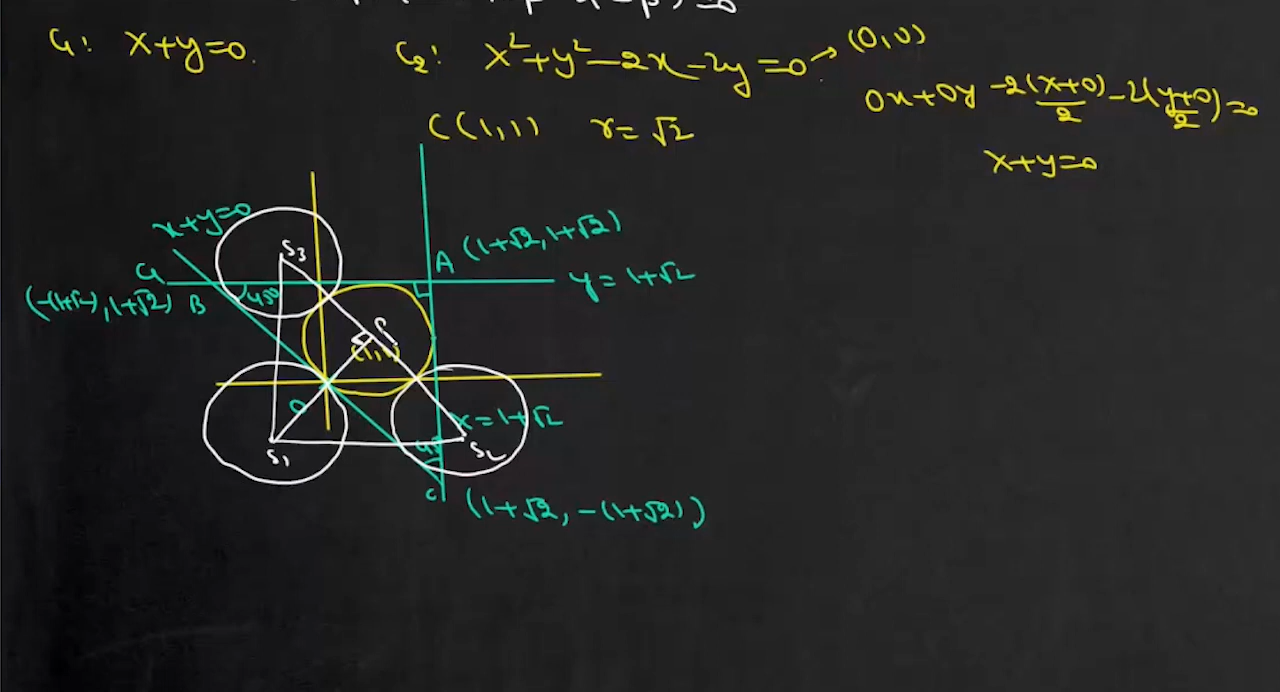 C₁: x+y=0.
C₂: x²+y²-2x-2y=0 → (0,0)
0x+0y -2(x+0)/2 -2(y+0)/2 =0
C(1,1) r=√2
x+y=0
x+y=0
S₃
A (1+√2, 1+√2)
C₁
y=1+√2
(-(1+√2), 1+√2) B
45°
P
(1,1)
O
x=1+√2
S₁
45
S₂
C (1+√2, -(1+√2))